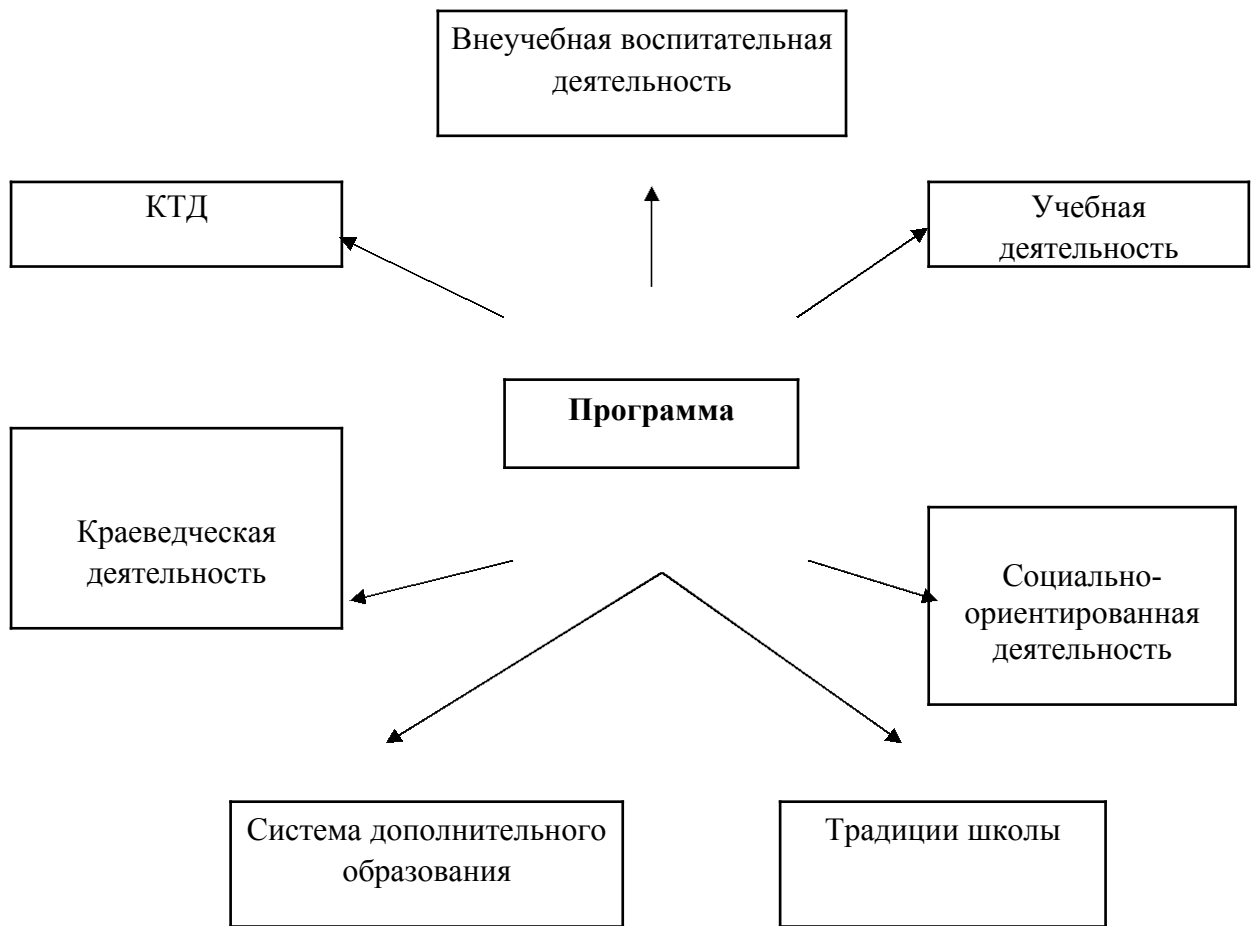 Внеучебная воспитательная
деятельность
КТД
Учебная
деятельность
Программа
Краеведческая
деятельность
Социально-
ориентированная
деятельность
Система дополнительного
образования
Традиции школы